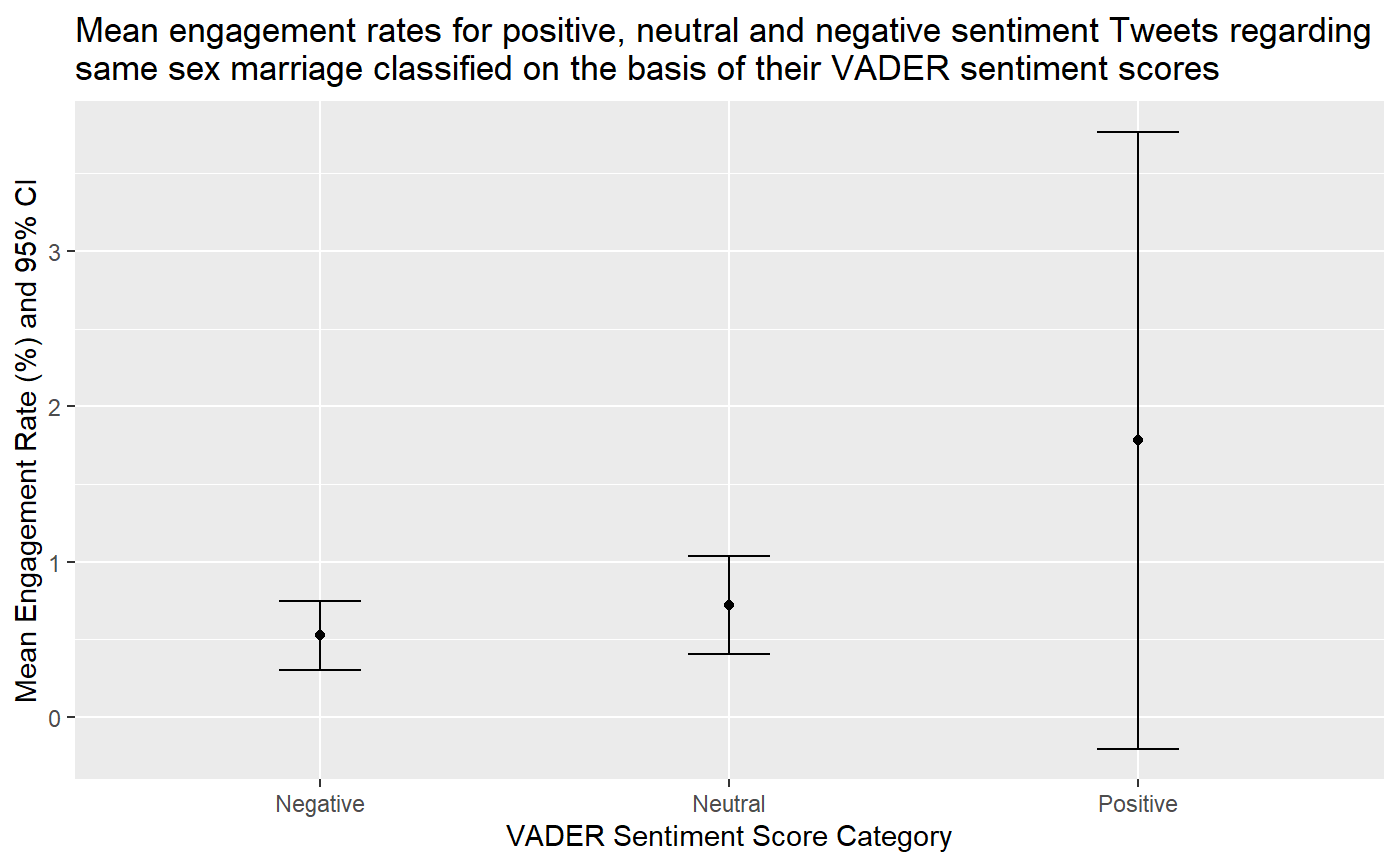 Mean engagement rates for positive, neutral and negative sentiment Tweets regarding
same sex marriage classified on the basis of their VADER sentiment scores
Mean Engagement Rate (%) and 95% CI
3
2
1
0
Negative
Neutral
Positive
VADER Sentiment Score Category